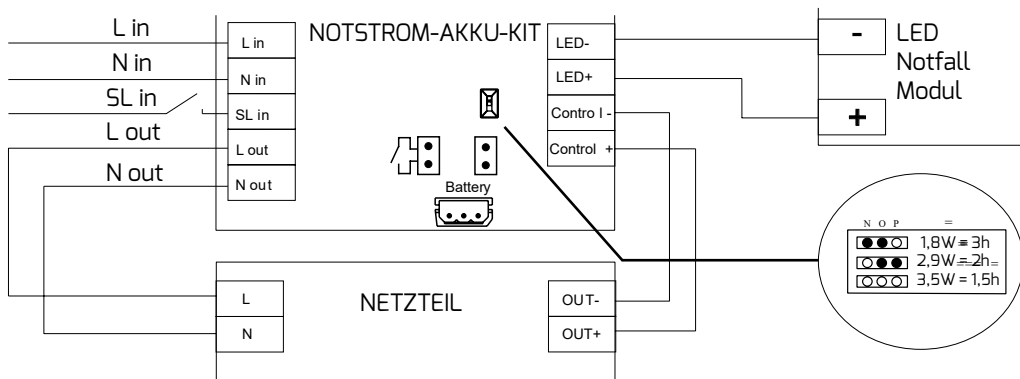 L in
N in
SL in
L out
N out
NOTSTROM-AKKU-KIT
L in
N in
SL in
L out
N out
LED-
LED+
Contro l -
Control +
Battery
-
+
LED
Notfall
Modul
N O P =
1,8W = 3h
2,9W = 2h
3,5W = 1,5h
NETZTEIL
L
N
OUT-
OUT+